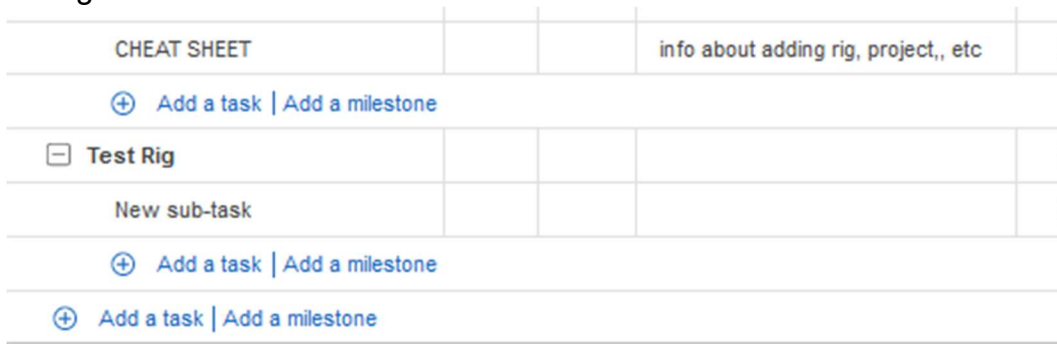 CHEAT SHEET info about adding rig, project,, etc
Add a task | Add a milestone
Test Rig
New sub-task
Add a task | Add a milestone
Add a task | Add a milestone